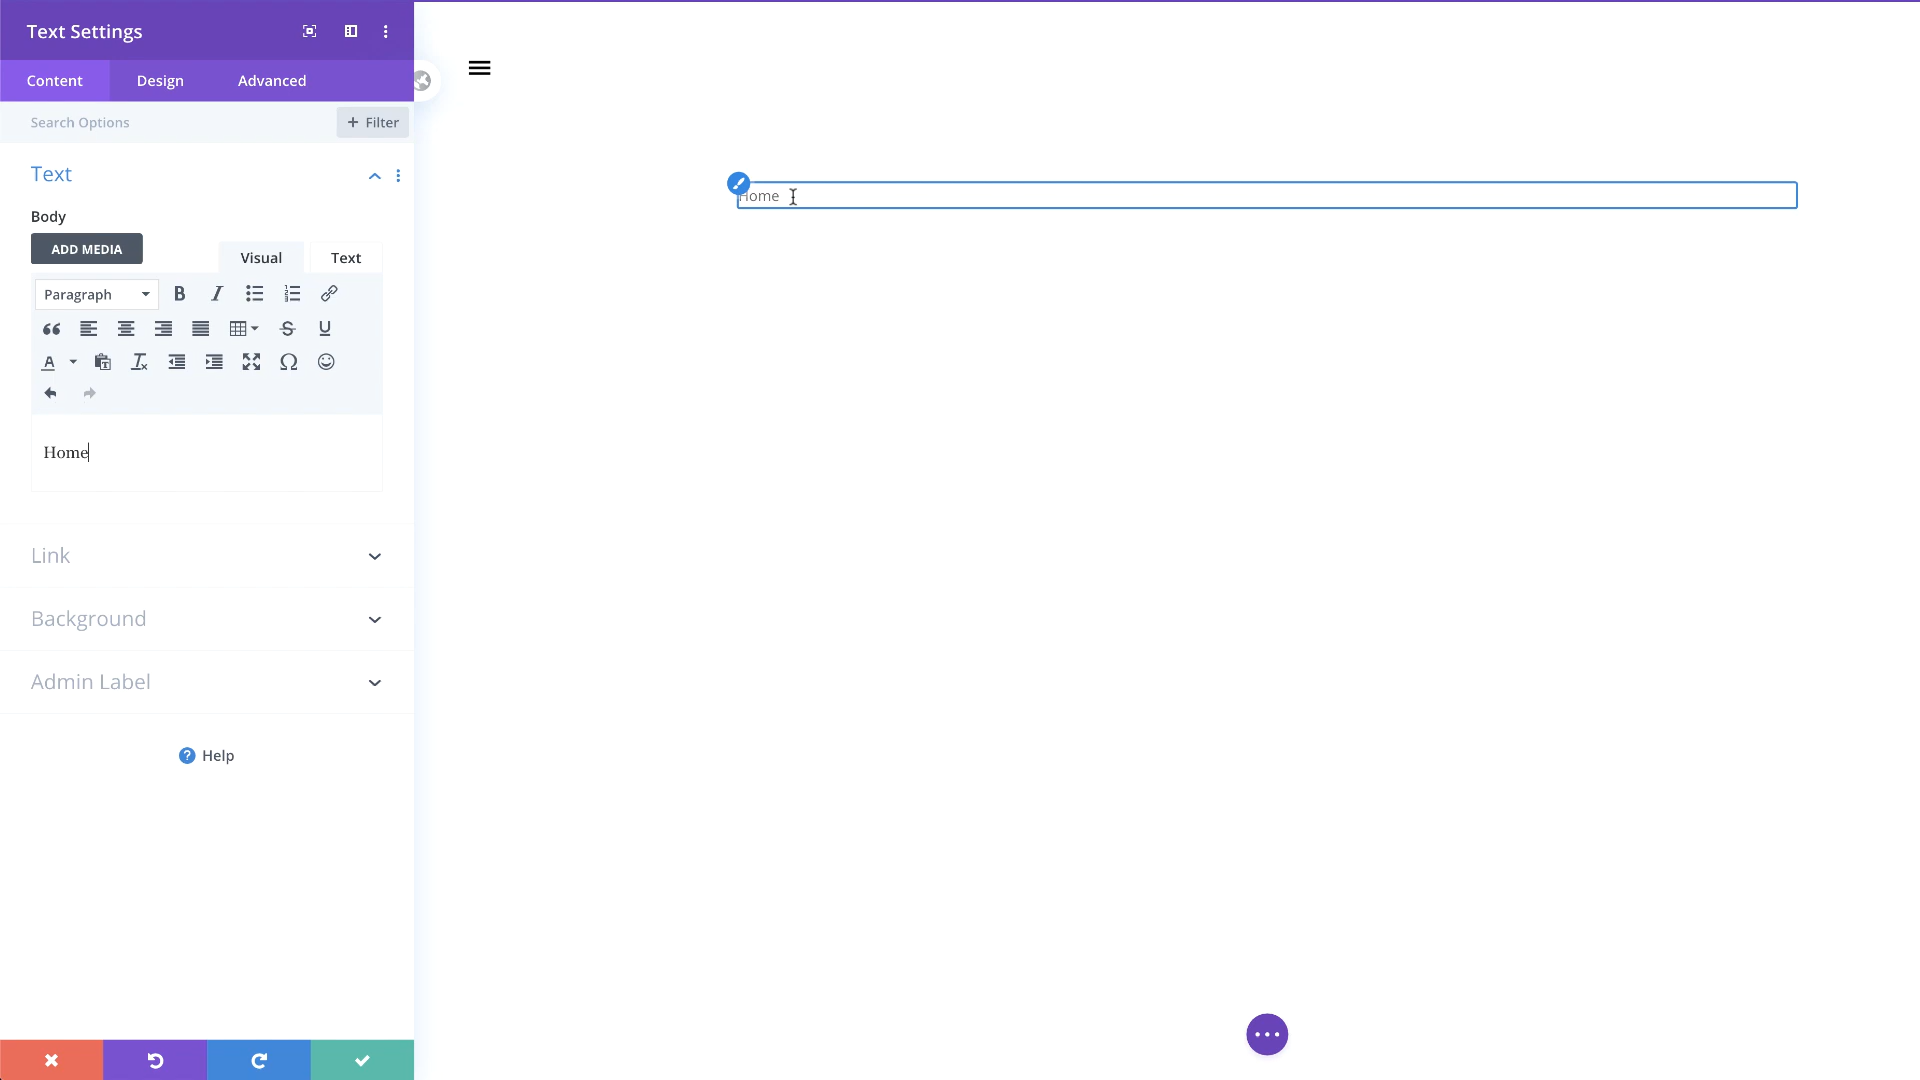 Text Settings
Content Design Advanced
Search Options + Filter
Text
Body
ADD MEDIA Visual Text
Paragraph
Home
Link
Background
Admin Label
Help
Home